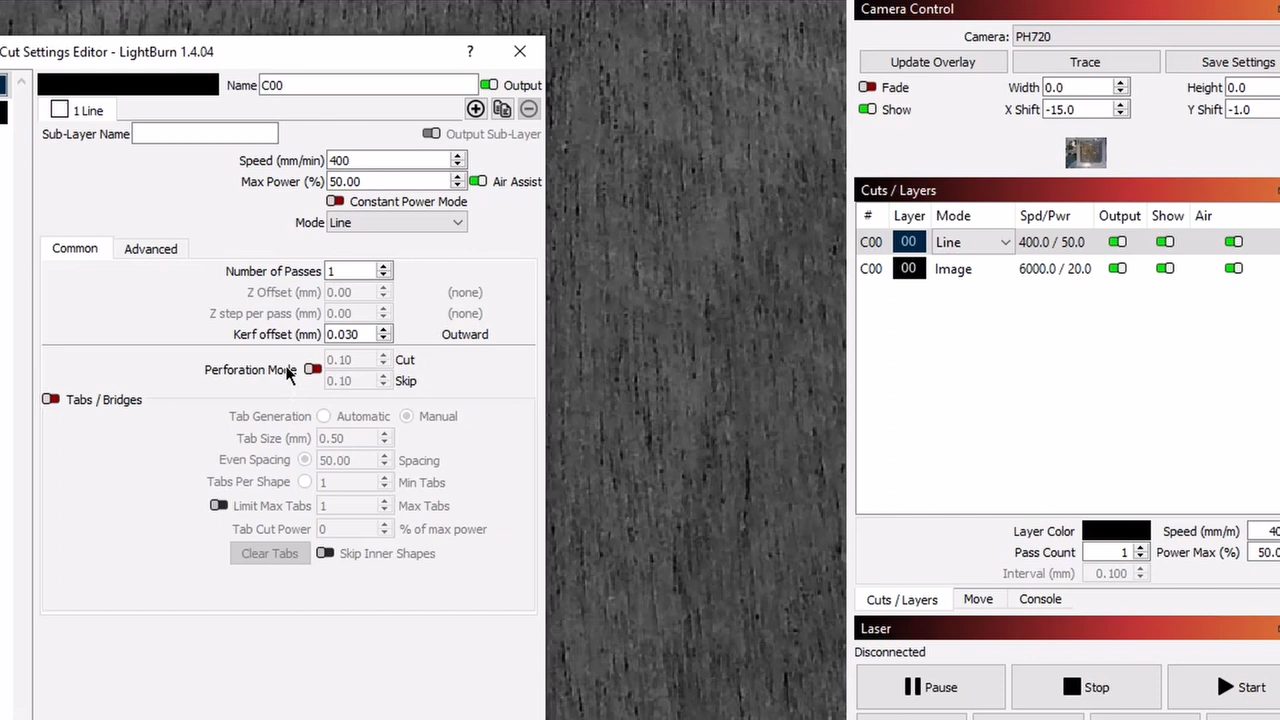 Cut Settings Editor - LightBurn 1.4.04
?
Name C00 Output
1 Line
Sub-Layer Name Output Sub-Layer
Speed (mm/min) 400
Max Power (%) 50.00 Air Assist
Constant Power Mode
Mode Line
Common Advanced
Number of Passes 1
Z Offset (mm) 0.00 (none)
Z step per pass (mm) 0.00 (none)
Kerf offset (mm) 0.030 Outward
Perforation Mode 0.10 Cut
0.10 Skip
Tabs / Bridges
Tab Generation Automatic Manual
Tab Size (mm) 0.50
Even Spacing 50.00 Spacing
Tabs Per Shape 1 Min Tabs
Limit Max Tabs 1 Max Tabs
Tab Cut Power 0 % of max power
Clear Tabs Skip Inner Shapes
Camera Control
Camera: PH720
Update Overlay Trace Save Settings
Fade Width 0.0 Height 0.0
Show X Shift -15.0 Y Shift -1.0
Cuts / Layers
# Layer Mode Spd/Pwr Output Show Air
C00 00 Line 400.0 / 50.0
C00 00 Image 6000.0 / 20.0
Layer Color Speed (mm/m) 40
Pass Count 1 Power Max (%) 50.0
Interval (mm) 0.100
Cuts / Layers Move Console
Laser
Disconnected
Pause Stop Start